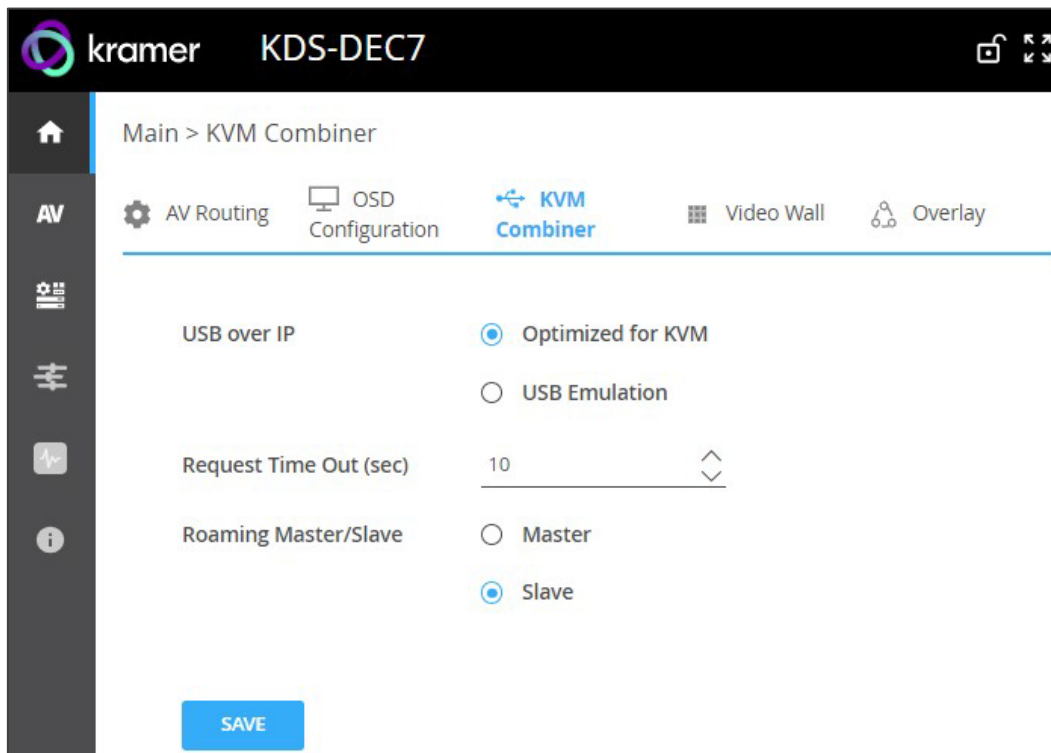 kramer KDS-DEC7
Main > KVM Combiner
AV
AV Routing
OSD
Configuration
KVM
Combiner
Video Wall
Overlay
USB over IP
Optimized for KVM
USB Emulation
Request Time Out (sec)
10
Roaming Master/Slave
Master
Slave
SAVE